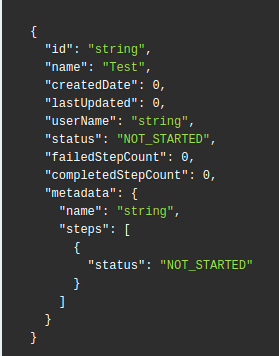 {
  "id": "string",
  "name": "Test",
  "createdDate": 0,
  "lastUpdated": 0,
  "userName": "string",
  "status": "NOT_STARTED",
  "failedStepCount": 0,
  "completedStepCount": 0,
  "metadata": {
    "name": "string",
    "steps": [
      {
        "status": "NOT_STARTED"
      }
    ]
  }
}